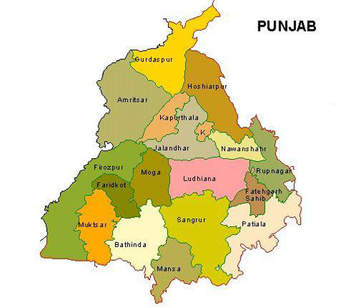 PUNJAB
Gurdaspur
Hoshiarpur
Amritsar
Kapurthala
K
Jalandhar
Nawanshahr
Firozpur
Moga
Ludhiana
Rupnagar
Faridkot
Fatehgarh
Sahib
Muktsar
Sangrur
Patiala
Bathinda
Mansa